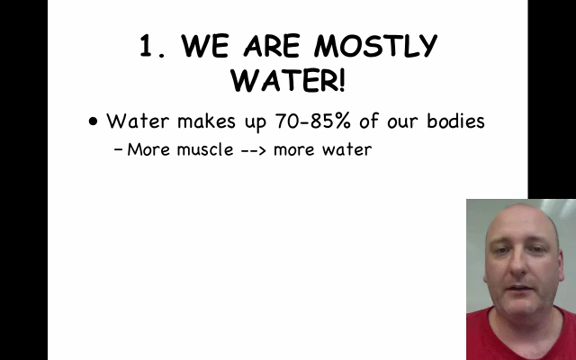 1. WE ARE MOSTLY
WATER!
• Water makes up 70-85% of our bodies
– More muscle --> more water